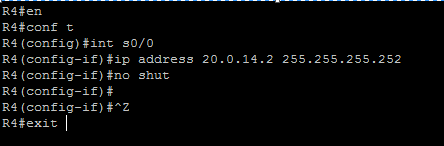 R4#en
R4#conf t
R4(config)#int s0/0
R4(config-if)#ip address 20.0.14.2 255.255.255.252
R4(config-if)#no shut
R4(config-if)#
R4(config-if)#^Z
R4#exit